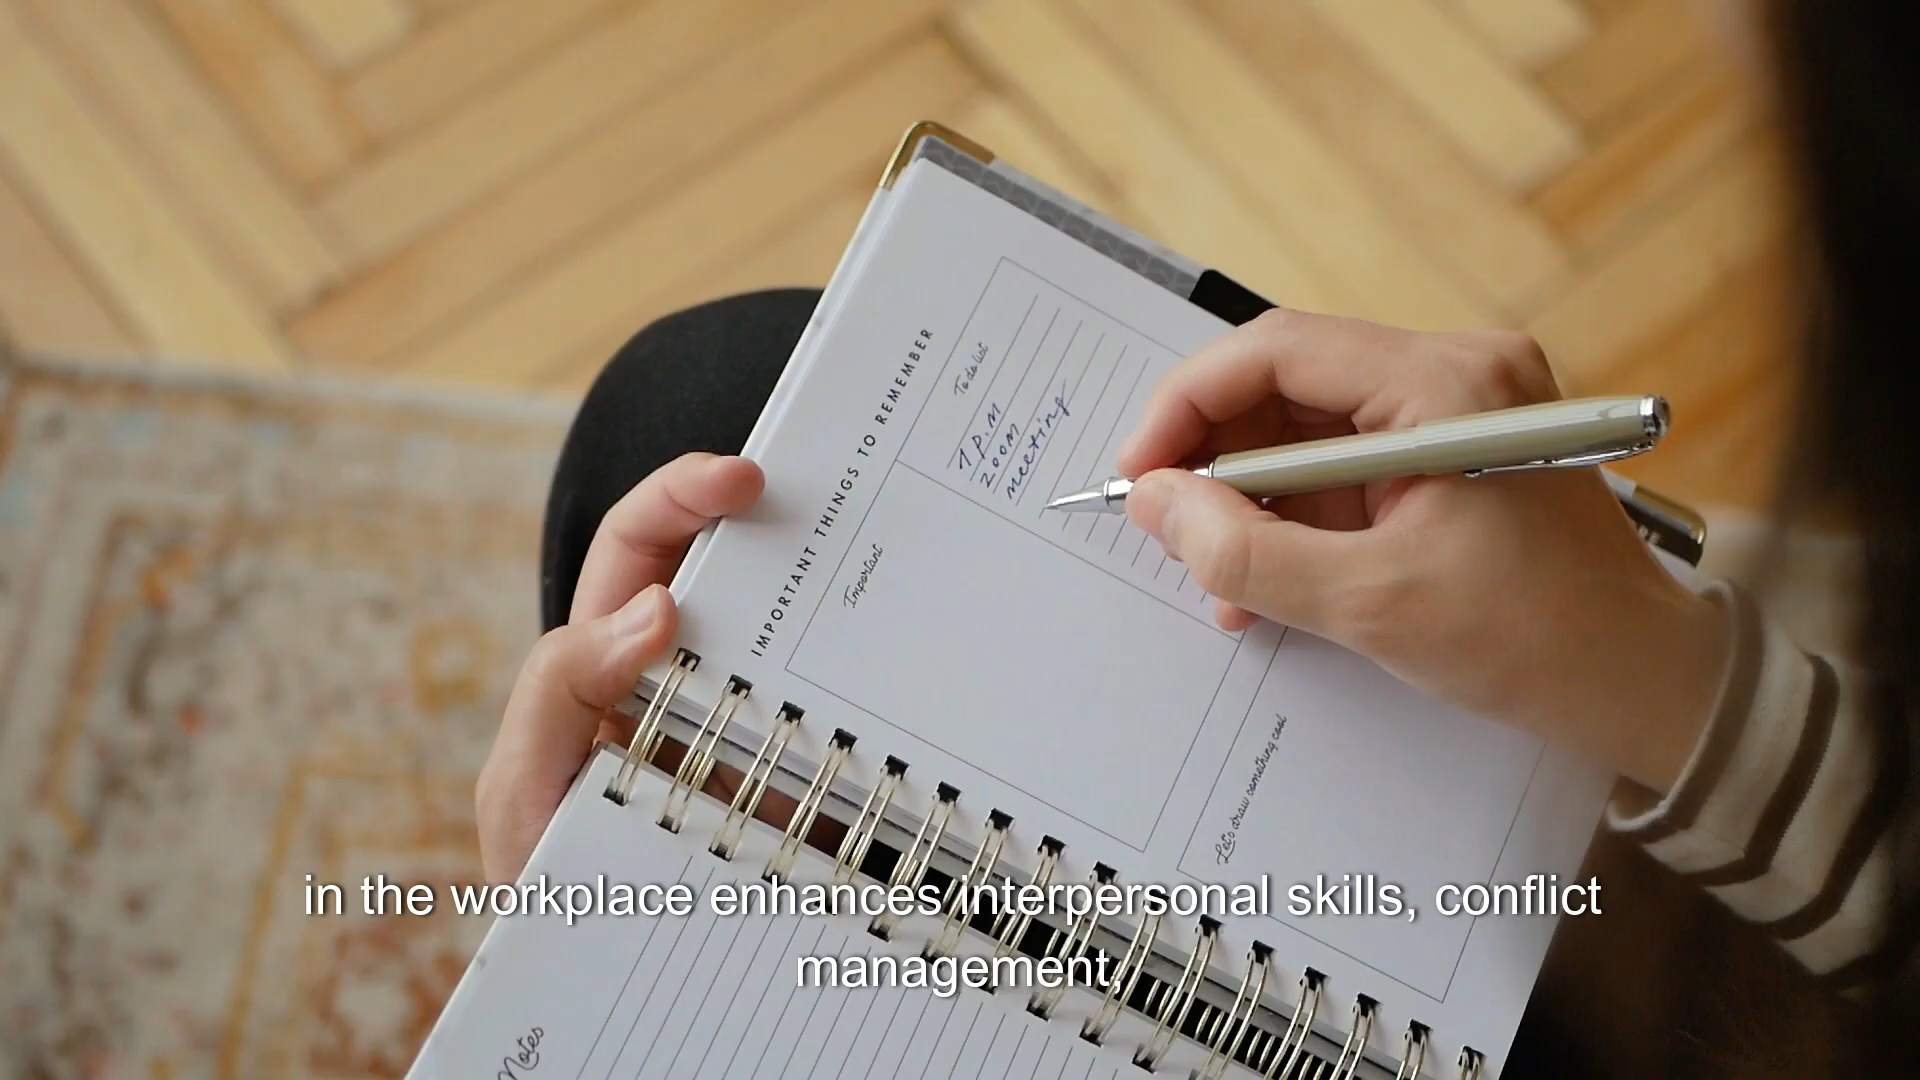 IMPORTANT THINGS TO REMEMBER
To do list
1 P.M
ZOOM
meeting
Important
Let's draw something cool
Notes
in the workplace enhances interpersonal skills, conflict
management,